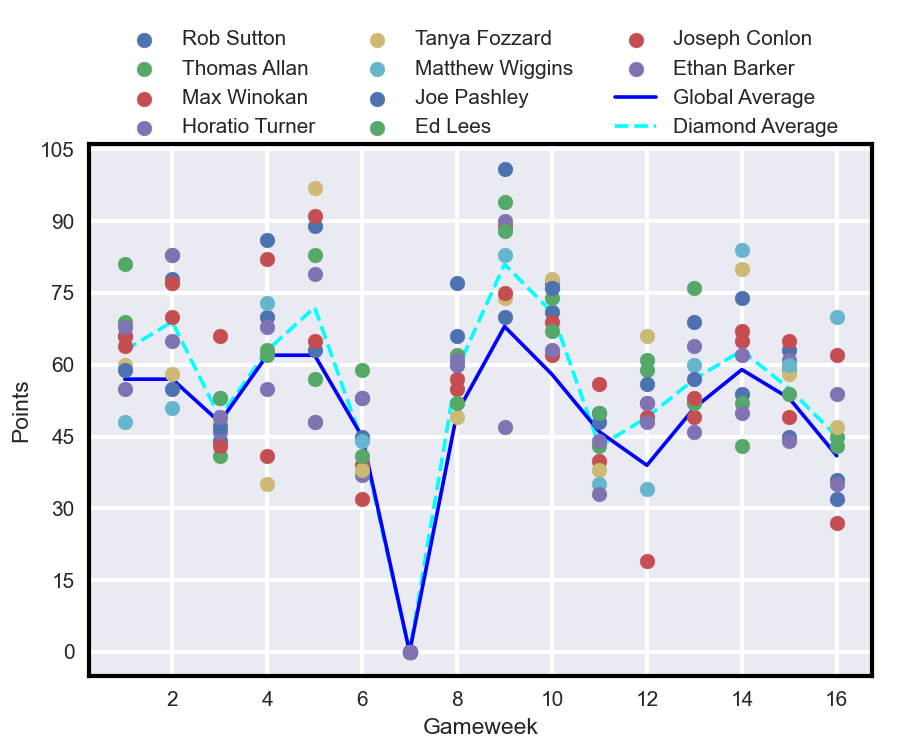 Rob Sutton
Thomas Allan
Max Winokan
Horatio Turner
Tanya Fozzard
Matthew Wiggins
Joe Pashley
Ed Lees
Joseph Conlon
Ethan Barker
Global Average
Diamond Average
105
90
75
60
45
30
15
0
Points
2 4 6 8 10 12 14 16
Gameweek